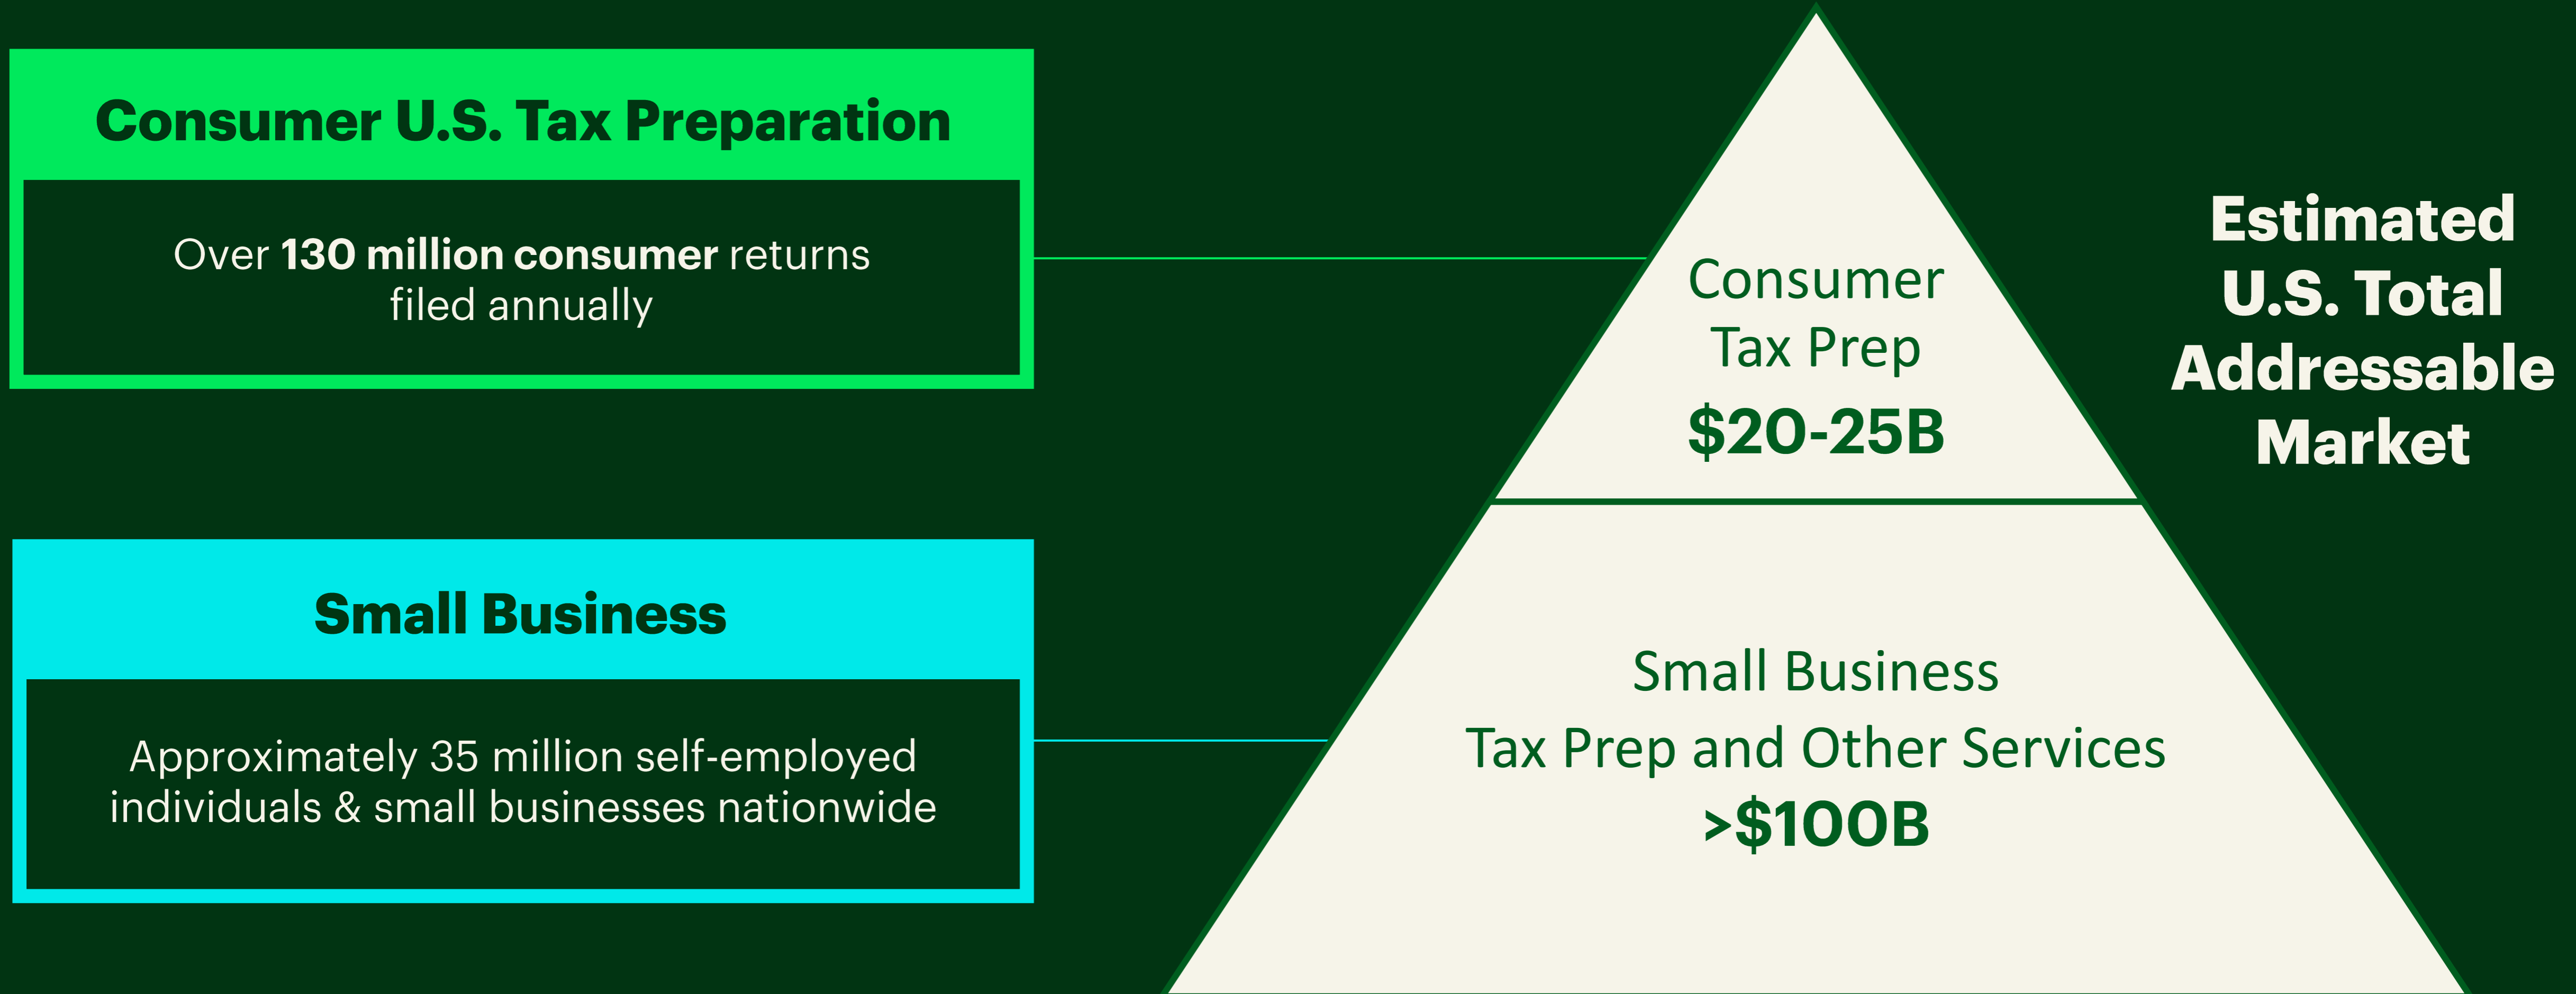 Consumer U.S. Tax Preparation
Over 130 million consumer returns
filed annually
Small Business
Approximately 35 million self-employed
individuals & small businesses nationwide
Consumer
Tax Prep
$20-25B
Small Business
Tax Prep and Other Services
>$100B
Estimated
U.S. Total
Addressable
Market